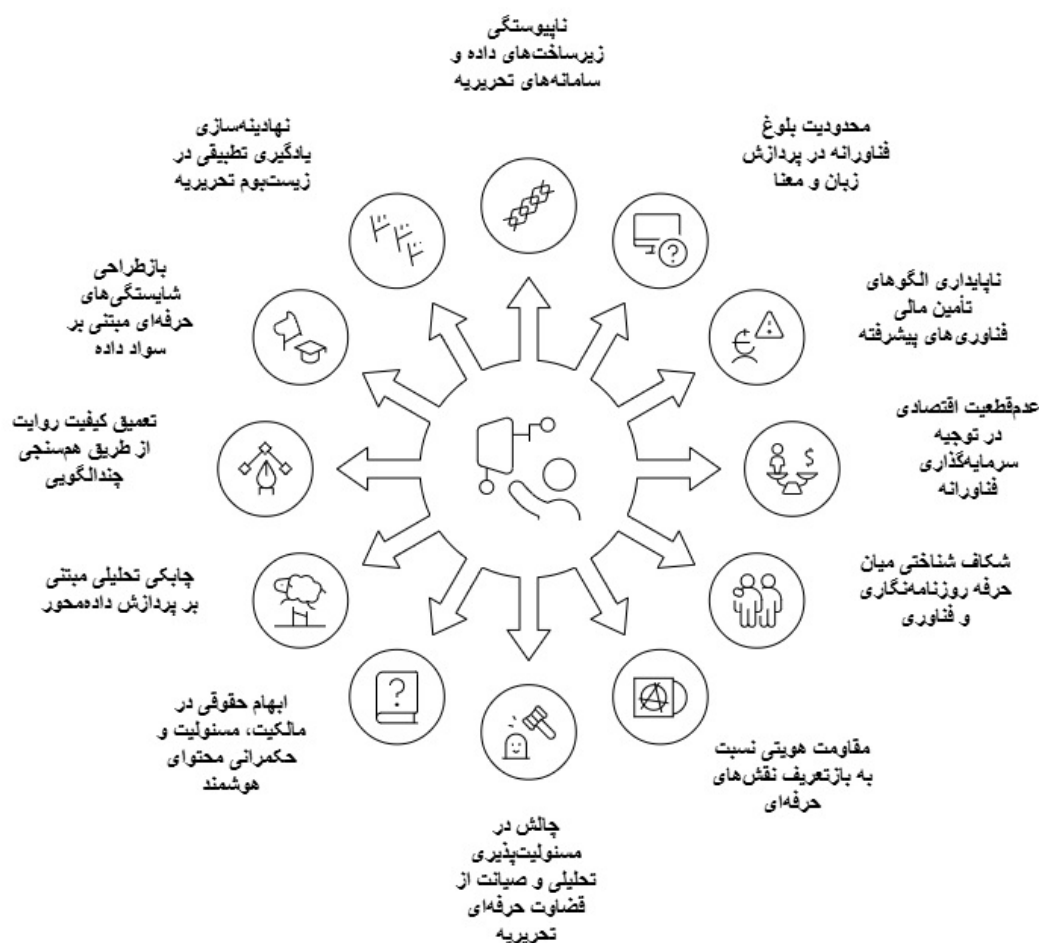 ناپیوستگی
زیرساخت‌های داده و
سامانه‌های تحریریه
محدودیت بلوغ
فناورانه در پردازش
زبان و معنا
ناپایداری الگوهای
تأمین مالی
فناوری‌های پیشرفته
عدم‌قطعیت اقتصادی
در توجیه
سرمایه‌گذاری
فناورانه
شکاف شناختی میان
حرفه روزنامه‌نگاری
و فناوری
مقاومت هویتی نسبت
به بازتعریف نقش‌های
حرفه‌ای
چالش در
مسئولیت‌پذیری
تحلیلی و صیانت از
قضاوت حرفه‌ای
تحریریه
ابهام حقوقی در
مالکیت، مسئولیت و
حکمرانی محتوای
هوشمند
چابکی تحلیلی مبتنی
بر پردازش داده‌محور
تعمیق کیفیت روایت
از طریق هم‌سنجی
چندالگویی
بازطراحی
شایستگی‌های
حرفه‌ای مبتنی بر
سواد داده
نهادینه‌سازی
یادگیری تطبیقی در
زیست‌بوم تحریریه